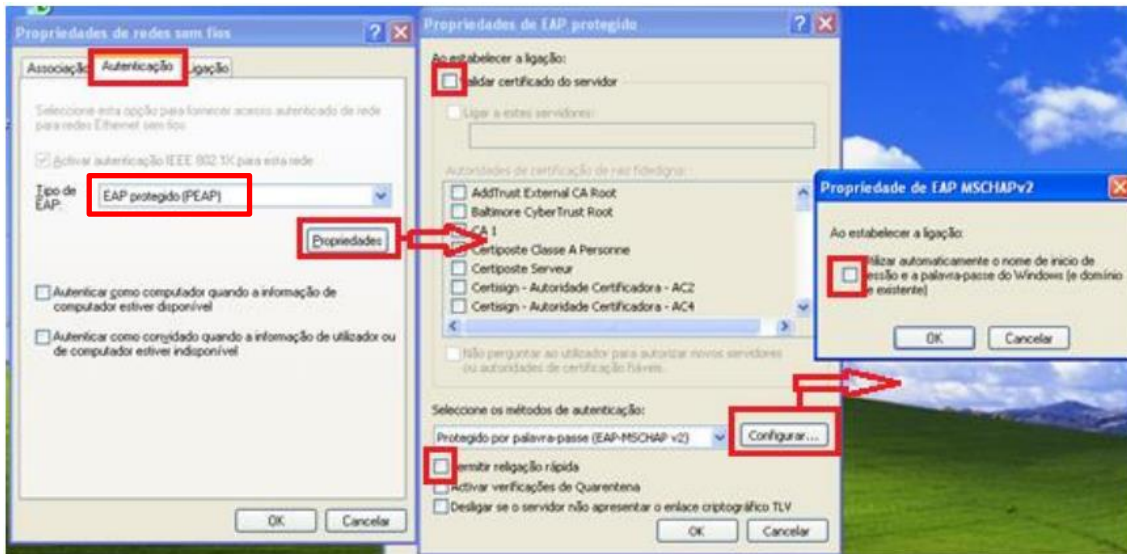 Propriedades de redes sem fios
Associação Autenticação Ligação
Seleccione esta opção para fornecer acesso autenticado de rede
para redes Ethernet sem fios
Activar autenticação IEEE 802.1X para esta rede
Tipo de
EAP:
EAP protegido (PEAP)
Propriedades
Autenticar como computador quando a informação de
computador estiver disponível
Autenticar como convidado quando a informação de utilizador ou
de computador estiver indisponível
OK Cancelar
Propriedades de EAP protegido
Ao estabelecer a ligação:
Validar certificado do servidor
Ligar a estes servidores:
Autoridades de certificação de raiz fidedigna:
AddTrust External CA Root
Baltimore CyberTrust Root
CA 1
Certiposte Classe A Personne
Certiposte Serveur
Certisign - Autoridade Certificadora - AC2
Certisign - Autoridade Certificadora - AC4
Não perguntar ao utilizador para autorizar novos servidores
ou autoridades de certificação fiáveis.
Seleccione os métodos de autenticação:
Protegido por palavra-passe (EAP-MSCHAP v2)
Configurar...
Permitir religação rápida
Activar verificações de Quarentena
Desligar se o servidor não apresentar o enlace criptográfico TLV
OK Cancelar
Propriedade de EAP MSCHAPv2
Ao estabelecer a ligação:
Utilizar automaticamente o nome de início de
sessão e a palavra-passe do Windows (e domínio
se existente)
OK Cancelar